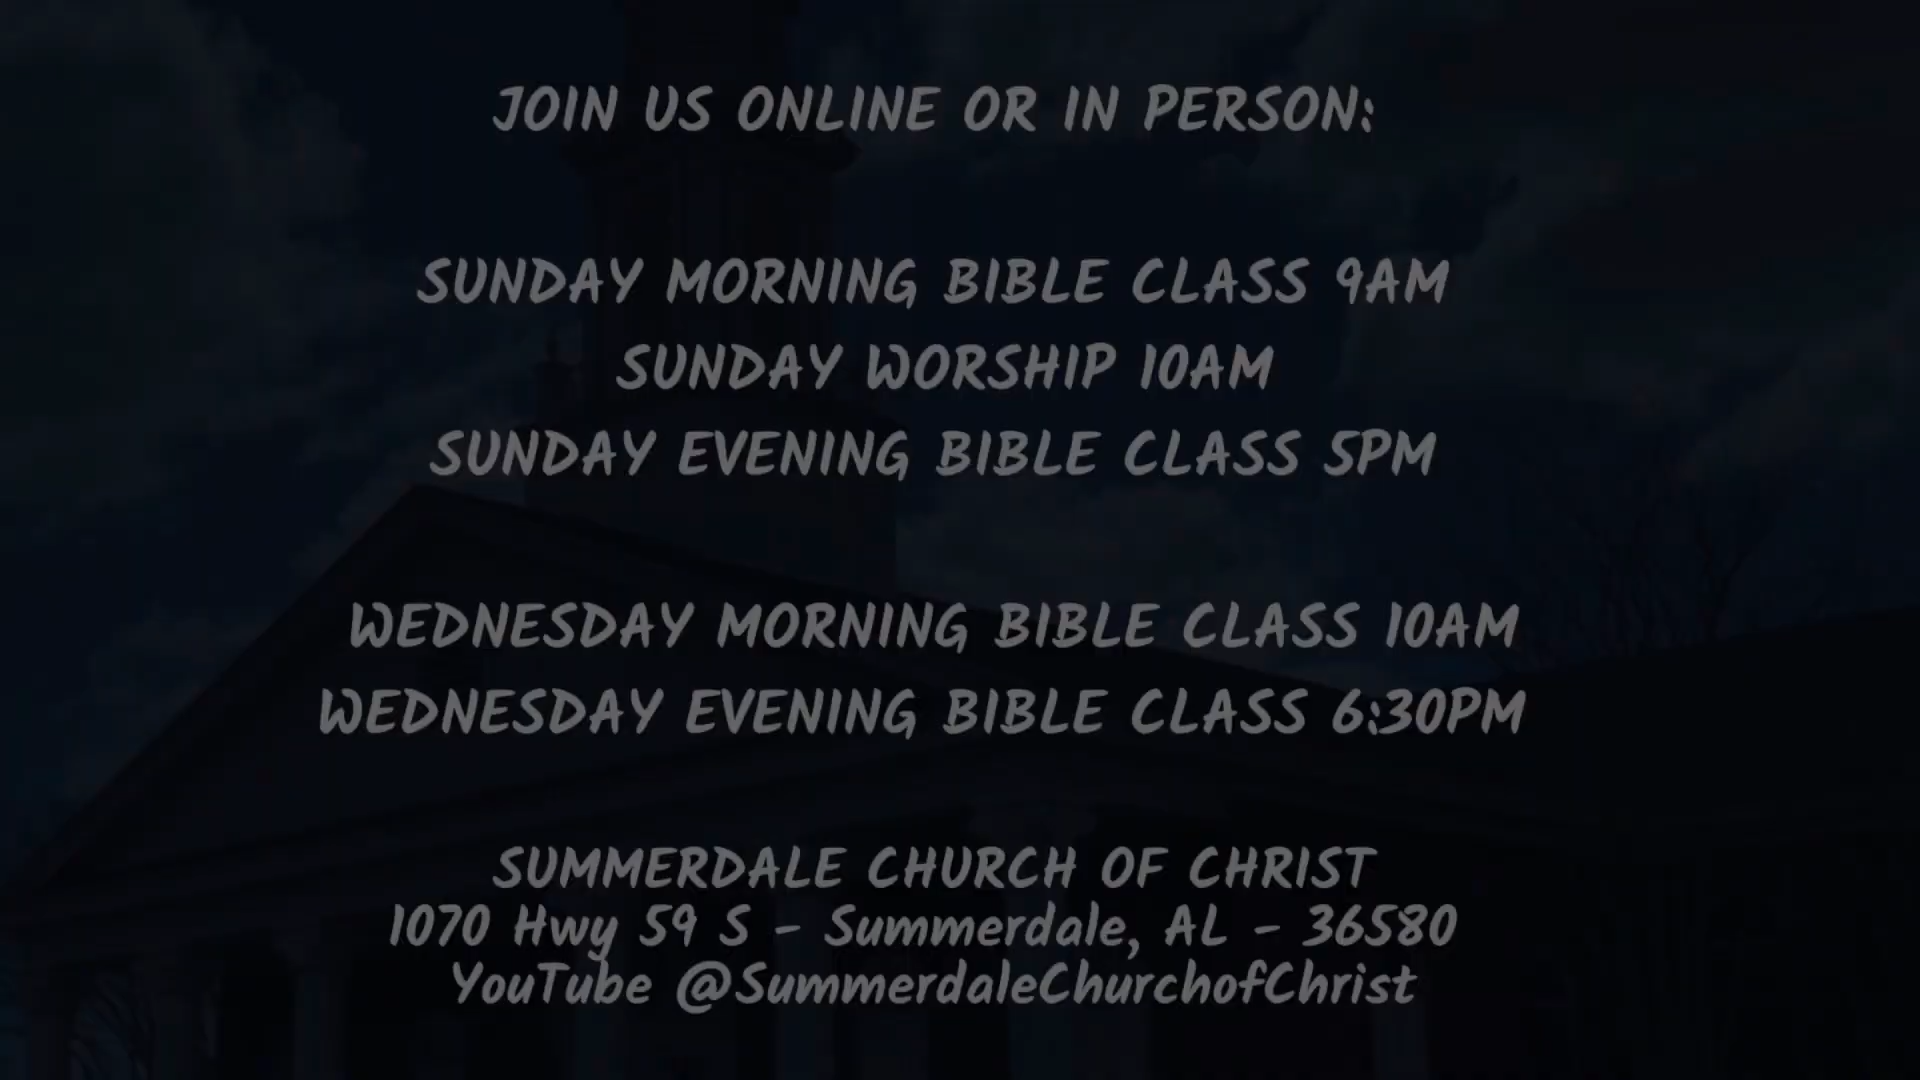 JOIN US ONLINE OR IN PERSON:
SUNDAY MORNING BIBLE CLASS 9AM
SUNDAY WORSHIP 10AM
SUNDAY EVENING BIBLE CLASS 5PM
WEDNESDAY MORNING BIBLE CLASS 10AM
WEDNESDAY EVENING BIBLE CLASS 6:30PM
SUMMERDALE CHURCH OF CHRIST
1070 Hwy 59 S - Summerdale, AL - 36580
YouTube @SummerdaleChurchofChrist